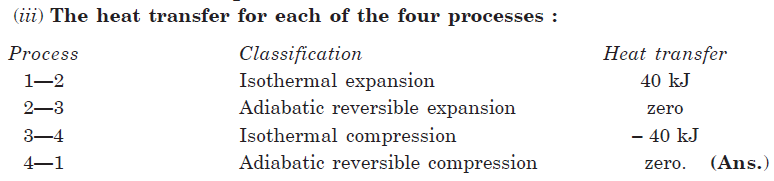 (iii) The heat transfer for each of the four processes :
Process Classification Heat transfer
1—2 Isothermal expansion 40 kJ
2—3 Adiabatic reversible expansion zero
3—4 Isothermal compression – 40 kJ
4—1 Adiabatic reversible compression zero. (Ans.)